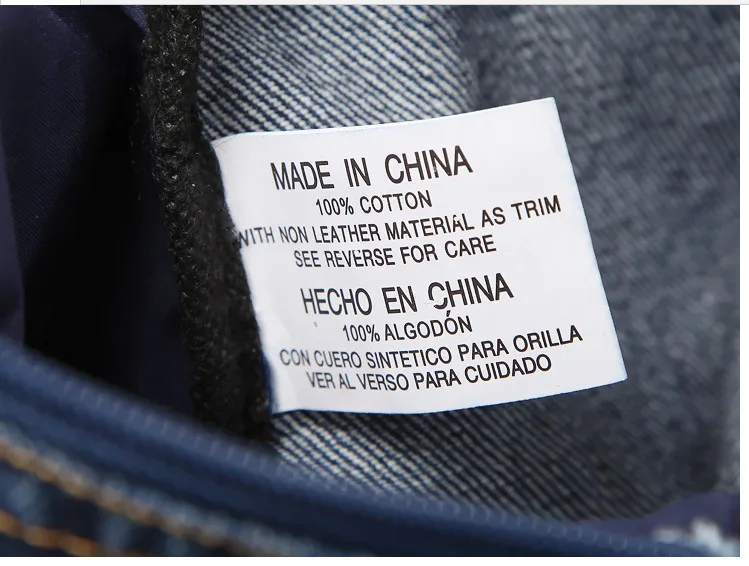 MADE IN CHINA
100% COTTON
WITH NON LEATHER MATERIAL AS TRIM
SEE REVERSE FOR CARE
HECHO EN CHINA
100% ALGODÓN
CON CUERO SINTETICO PARA ORILLA
VER AL VERSO PARA CUIDADO